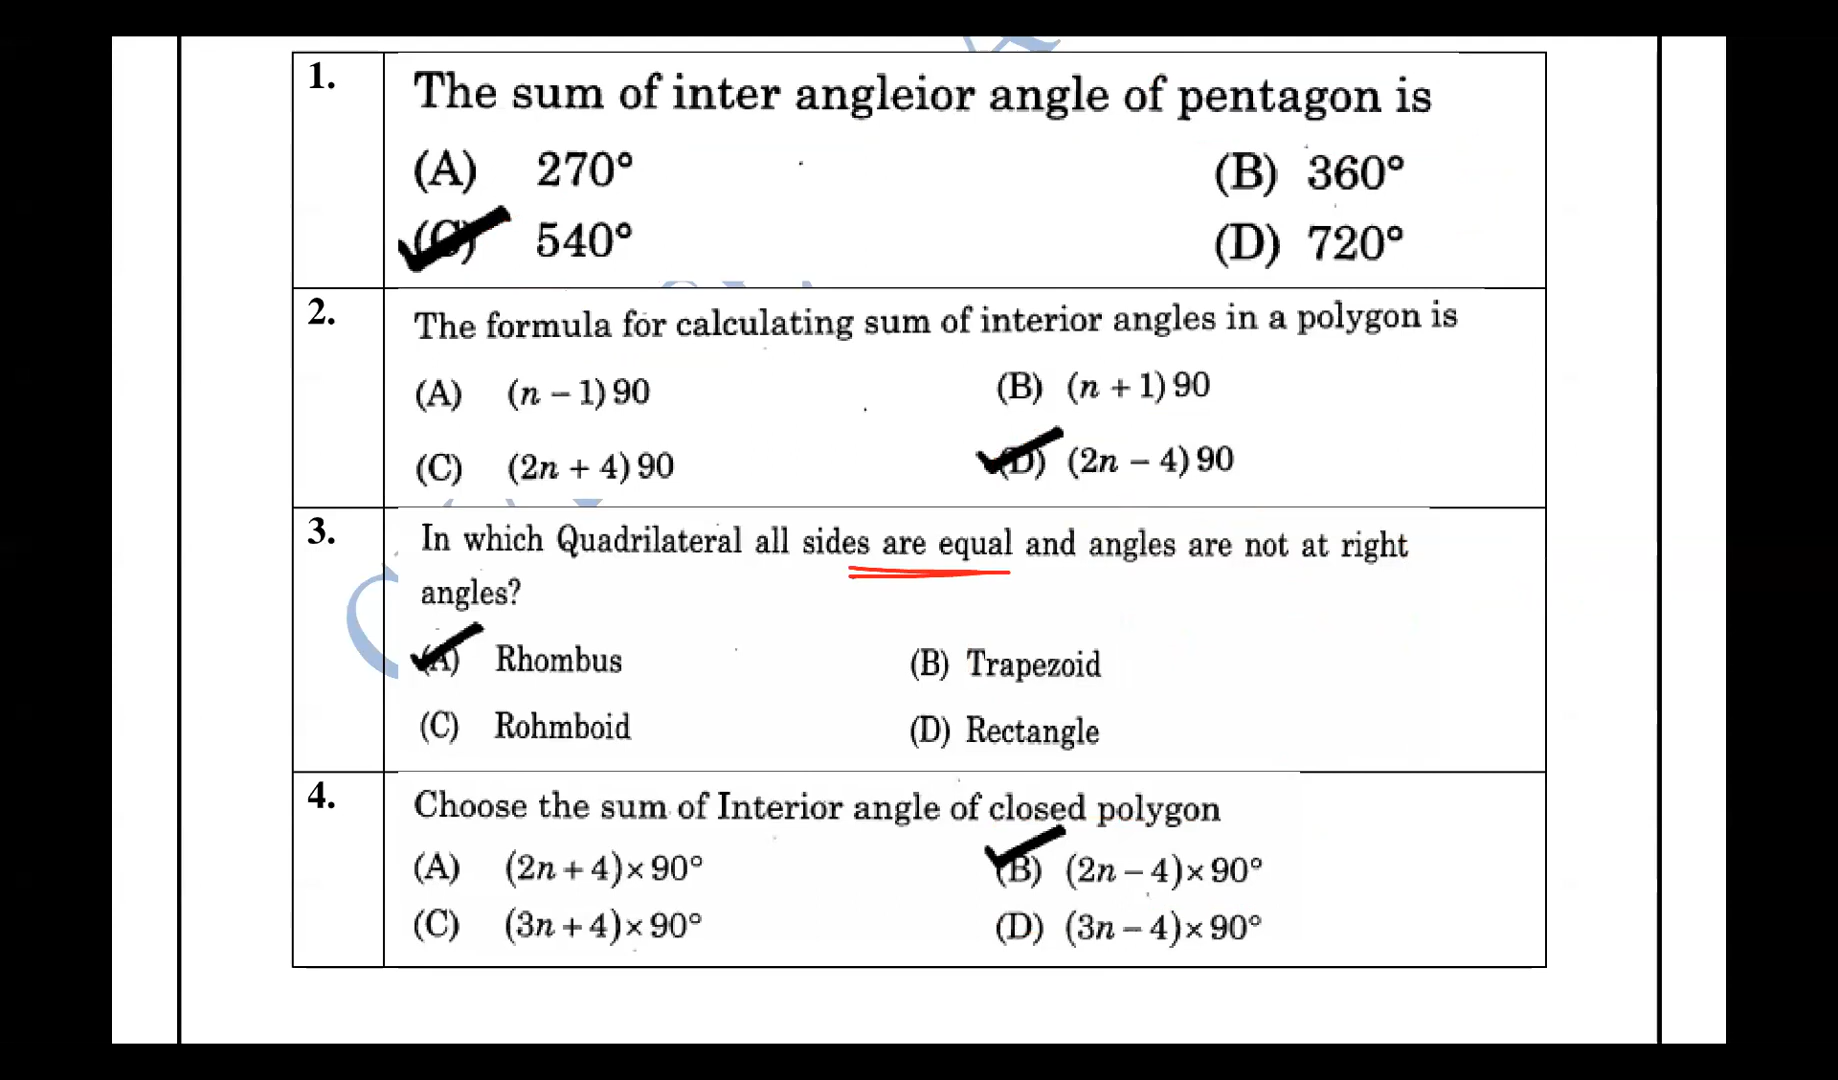 1.
The sum of inter angleior angle of pentagon is
(A) 270° (B) 360°
(C) 540° (D) 720°
2.
The formula for calculating sum of interior angles in a polygon is
(A) (n − 1) 90 (B) (n + 1) 90
(C) (2n + 4) 90 (D) (2n − 4) 90
3.
In which Quadrilateral all sides are equal and angles are not at right
angles?
(A) Rhombus (B) Trapezoid
(C) Rohmboid (D) Rectangle
4.
Choose the sum of Interior angle of closed polygon
(A) (2n + 4) × 90° (B) (2n − 4) × 90°
(C) (3n + 4) × 90° (D) (3n − 4) × 90°